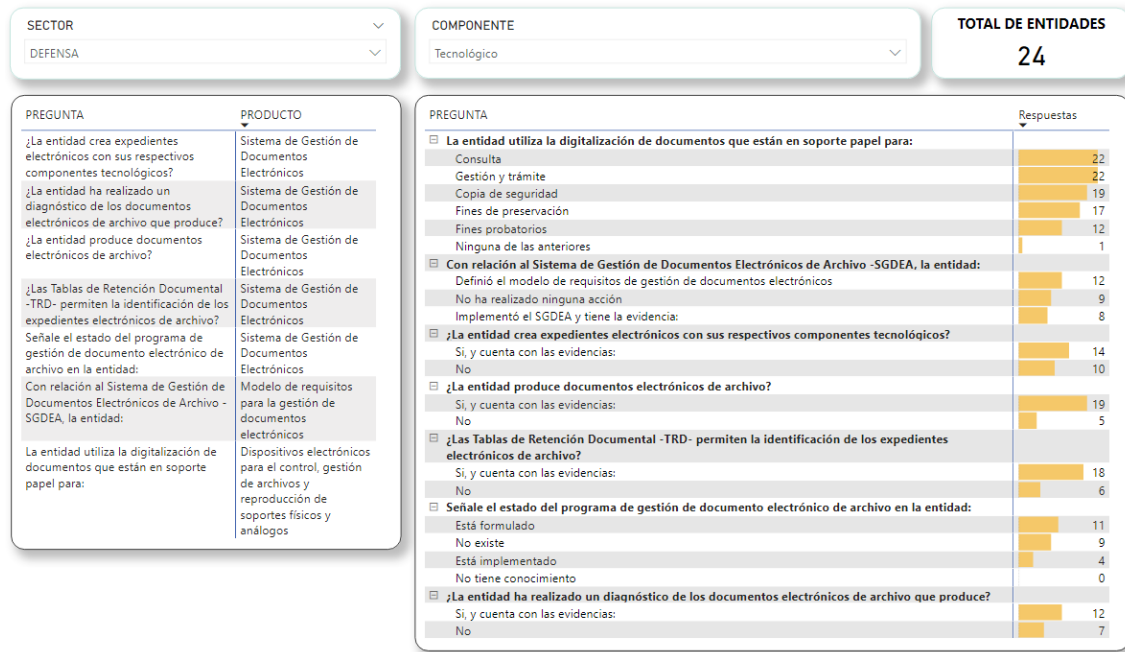 SECTOR
DEFENSA
COMPONENTE
Tecnológico
TOTAL DE ENTIDADES
24
PREGUNTA PRODUCTO
¿La entidad crea expedientes Sistema de Gestión de
electrónicos con sus respectivos Documentos
componentes tecnológicos? Electrónicos
¿La entidad ha realizado un Sistema de Gestión de
diagnóstico de los documentos Documentos
electrónicos de archivo que produce? Electrónicos
¿La entidad produce documentos Sistema de Gestión de
electrónicos de archivo? Documentos
Electrónicos
¿Las Tablas de Retención Documental Sistema de Gestión de
-TRD- permiten la identificación de los Documentos
expedientes electrónicos de archivo? Electrónicos
Señale el estado del programa de Sistema de Gestión de
gestión de documento electrónico de Documentos
archivo en la entidad: Electrónicos
Con relación al Sistema de Gestión de Modelo de requisitos
Documentos Electrónicos de Archivo - para la gestión de
SGDEA, la entidad: documentos
electrónicos
La entidad utiliza la digitalización de Dispositivos electrónicos
documentos que están en soporte para el control, gestión
papel para: de archivos y
reproducción de
soportes físicos y
análogos
PREGUNTA Respuestas
La entidad utiliza la digitalización de documentos que están en soporte papel para:
Consulta 22
Gestión y trámite 22
Copia de seguridad 19
Fines de preservación 17
Fines probatorios 12
Ninguna de las anteriores 1
Con relación al Sistema de Gestión de Documentos Electrónicos de Archivo -SGDEA, la entidad:
Definió el modelo de requisitos de gestión de documentos electrónicos 12
No ha realizado ninguna acción 9
Implementó el SGDEA y tiene la evidencia: 8
¿La entidad crea expedientes electrónicos con sus respectivos componentes tecnológicos?
Si, y cuenta con las evidencias: 14
No 10
¿La entidad produce documentos electrónicos de archivo?
Si, y cuenta con las evidencias: 19
No 5
¿Las Tablas de Retención Documental -TRD- permiten la identificación de los expedientes
electrónicos de archivo?
Si, y cuenta con las evidencias: 18
No 6
Señale el estado del programa de gestión de documento electrónico de archivo en la entidad:
Está formulado 11
No existe 9
Está implementado 4
No tiene conocimiento 0
¿La entidad ha realizado un diagnóstico de los documentos electrónicos de archivo que produce?
Si, y cuenta con las evidencias: 12
No 7